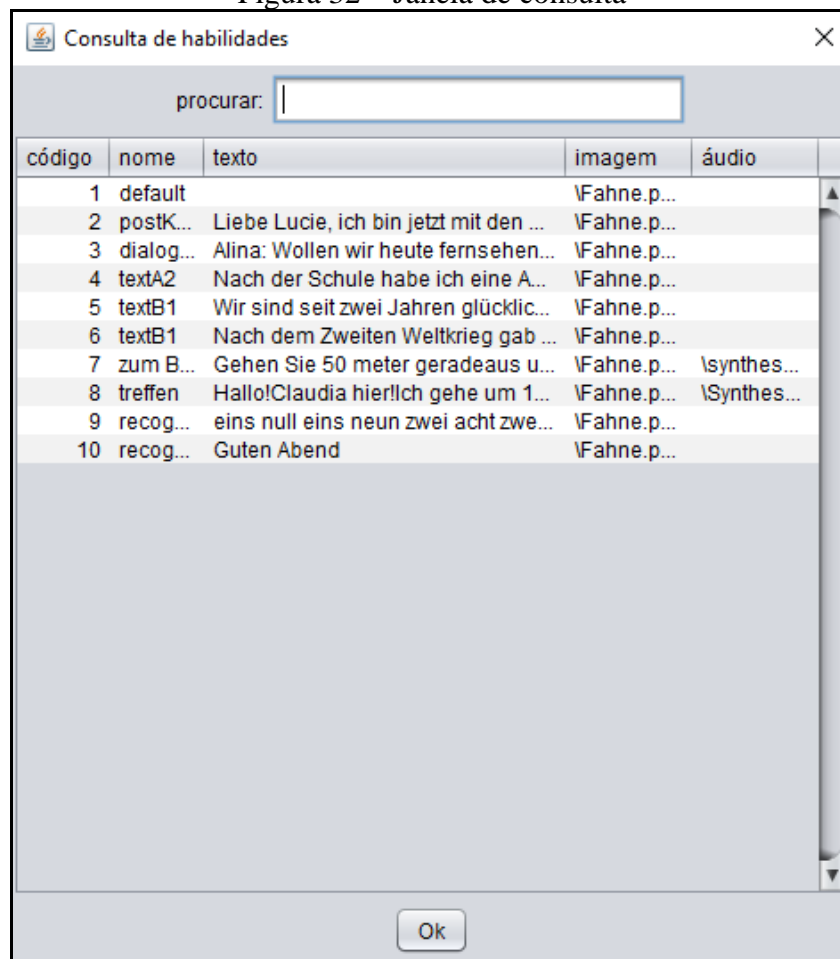 Figura 32 – Janela de consulta
Consulta de habilidades
procurar:
código nome texto imagem áudio
1 default \Fahne.p...
2 postK... Liebe Lucie, ich bin jetzt mit den ... \Fahne.p...
3 dialog... Alina: Wollen wir heute fernsehen... \Fahne.p...
4 textA2 Nach der Schule habe ich eine A... \Fahne.p...
5 textB1 Wir sind seit zwei Jahren glücklic... \Fahne.p...
6 textB1 Nach dem Zweiten Weltkrieg gab ... \Fahne.p...
7 zum B... Gehen Sie 50 meter geradeaus u... \Fahne.p... \synthes...
8 treffen Hallo!Claudia hier!Ich gehe um 1... \Fahne.p... \Synthes...
9 recog... eins null eins neun zwei acht zwe... \Fahne.p...
10 recog... Guten Abend \Fahne.p...
Ok